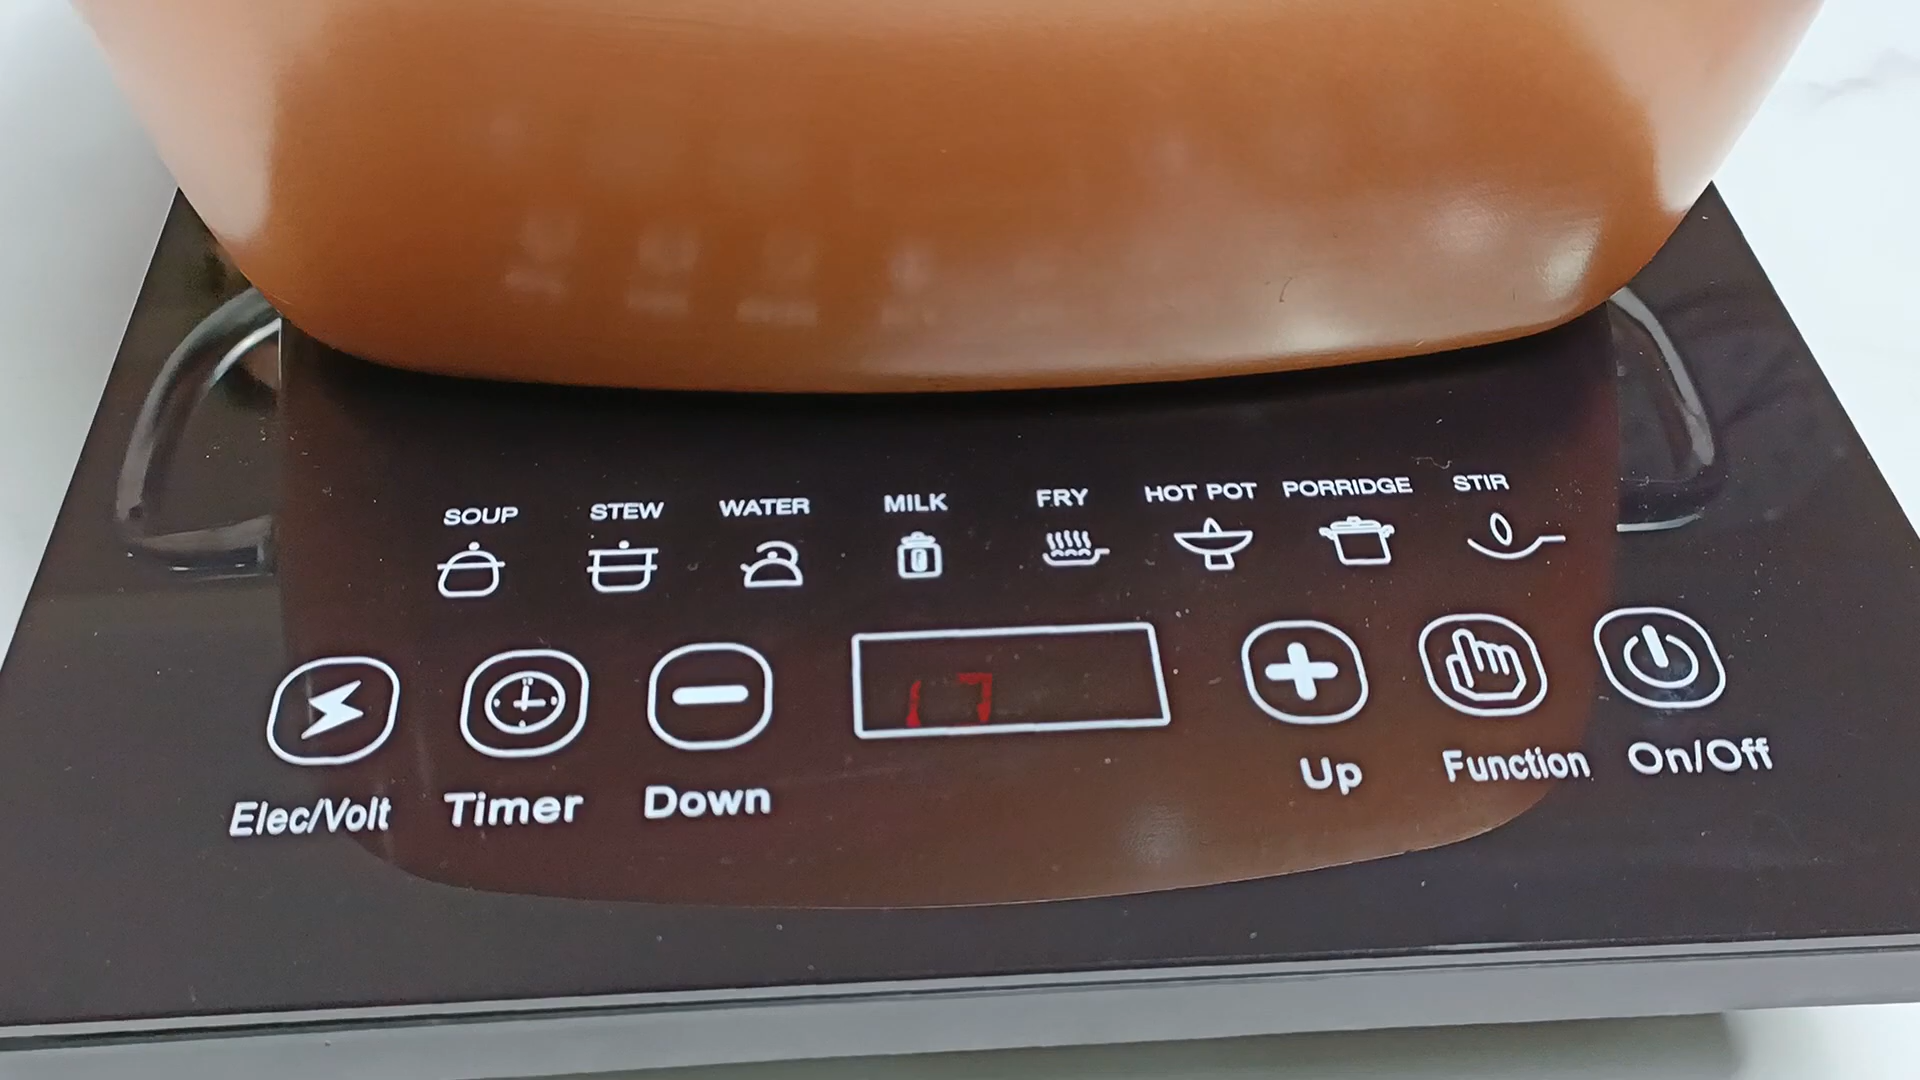 SOUP STEW WATER MILK FRY HOT POT PORRIDGE STIR
Elec/Volt Timer Down Up Function On/Off